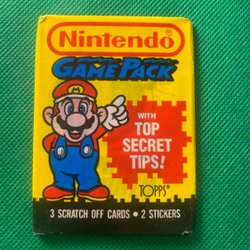 Nintendo®
GAME PACK
M
WITH
TOP
SECRET
TIPS!
TOPPS®
3 SCRATCH OFF CARDS • 2 STICKERS